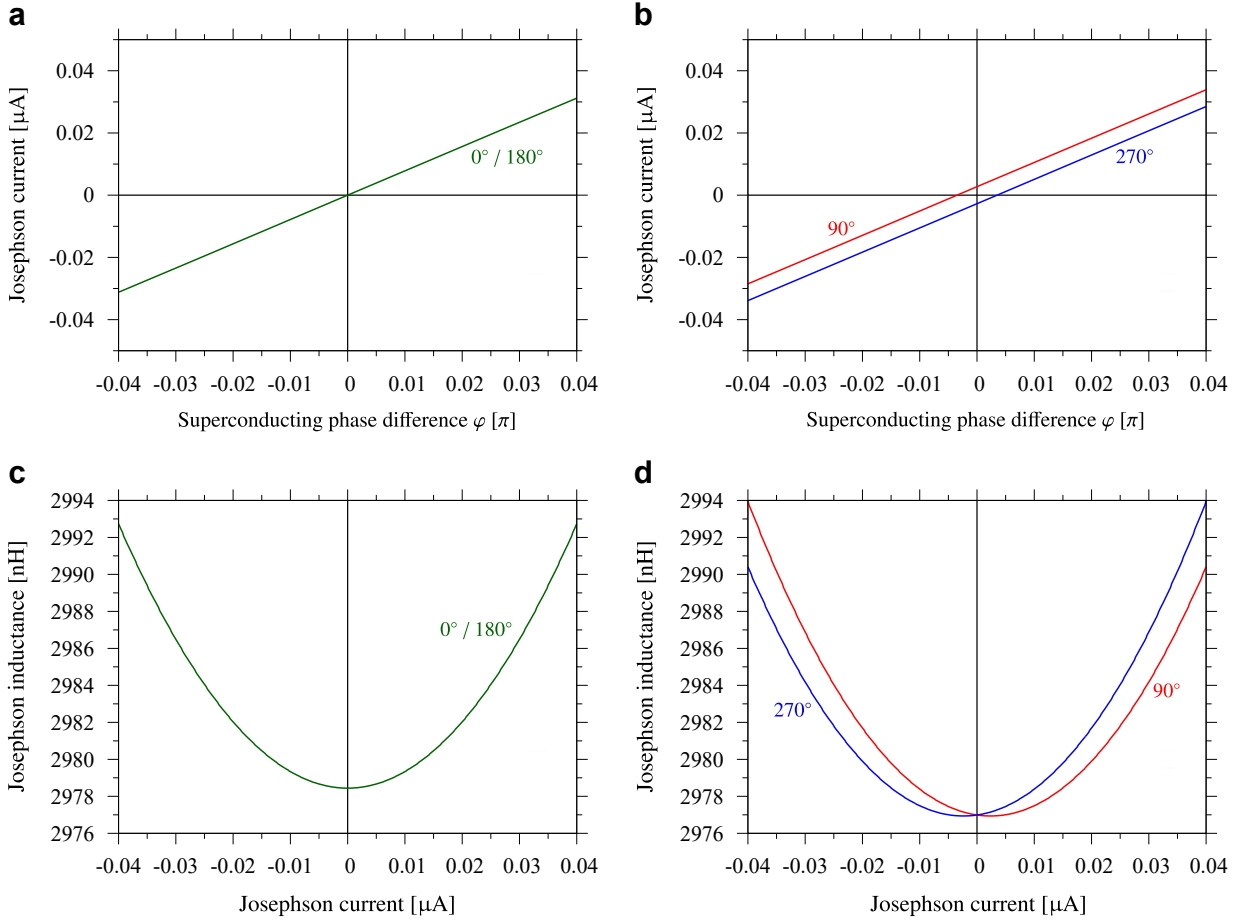 a
0.04
0.02
0
-0.02
-0.04
Josephson current [μA]
0° / 180°
-0.04 -0.03 -0.02 -0.01 0 0.01 0.02 0.03 0.04
Superconducting phase difference φ [π]
b
0.04
0.02
0
-0.02
-0.04
Josephson current [μA]
270°
90°
-0.04 -0.03 -0.02 -0.01 0 0.01 0.02 0.03 0.04
Superconducting phase difference φ [π]
c
2994
2992
2990
2988
2986
2984
2982
2980
2978
2976
Josephson inductance [nH]
0° / 180°
-0.04 -0.03 -0.02 -0.01 0 0.01 0.02 0.03 0.04
Josephson current [μA]
d
2994
2992
2990
2988
2986
2984
2982
2980
2978
2976
Josephson inductance [nH]
90°
270°
-0.04 -0.03 -0.02 -0.01 0 0.01 0.02 0.03 0.04
Josephson current [μA]